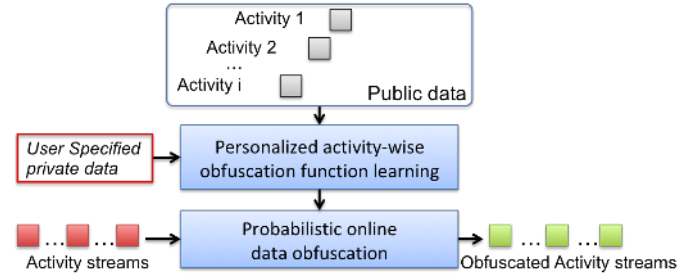 Activity 1
Activity 2
...
Activity i
Public data
User Specified
private data
Personalized activity-wise
obfuscation function learning
... ...
Activity streams
Probabilistic online
data obfuscation
... ...
Obfuscated Activity streams